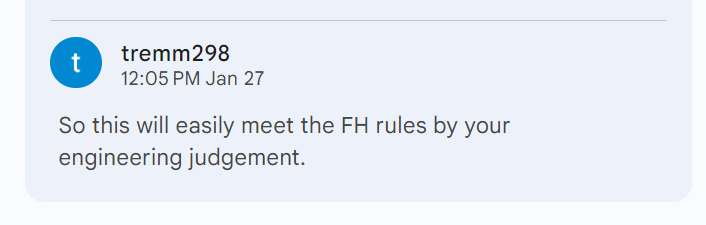 t
tremm298
12:05 PM Jan 27
So this will easily meet the FH rules by your
engineering judgement.